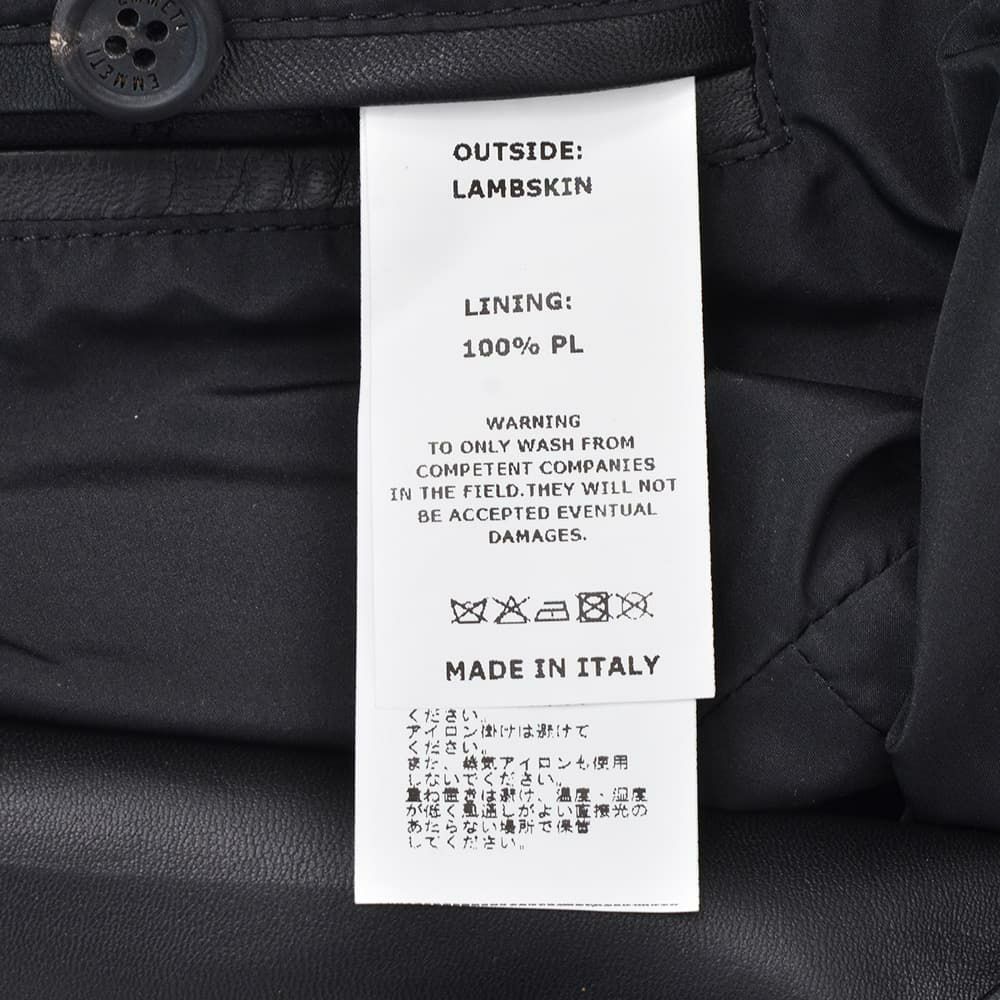 EMMETI
EMMETI
OUTSIDE:
LAMBSKIN
LINING:
100% PL
WARNING
TO ONLY WASH FROM
COMPETENT COMPANIES
IN THE FIELD.THEY WILL NOT
BE ACCEPTED EVENTUAL
DAMAGES.
MADE IN ITALY
ください。
アイロン掛けは避けて
ください。
また、蒸気アイロンも使用
しないでください。
重ね置きは避け、温度・湿度
が低く風通しがよい直接光の
あたらない場所で保管
してください。